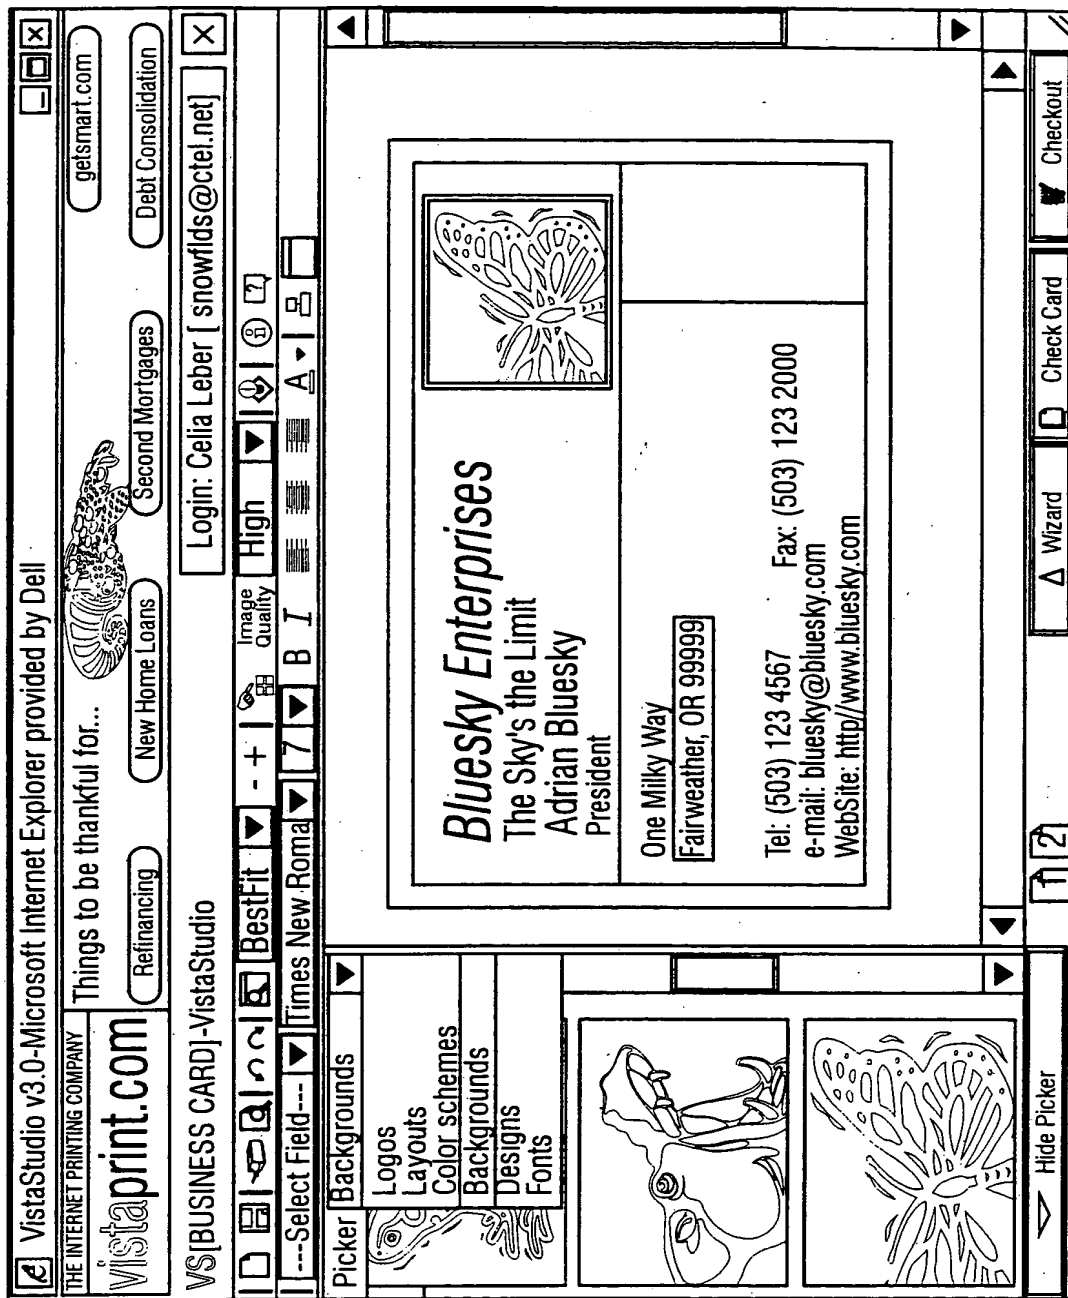 VistaStudio v3.0-Microsoft Internet Explorer provided by Dell
THE INTERNET PRINTING COMPANY
vistaprint.com
Things to be thankful for...
getsmart.com
Refinancing
New Home Loans
Second Mortgages
Debt Consolidation
VS[BUSINESS CARD]-VistaStudio
Login: Celia Leber [ snowflds@ctel.net]
BestFit
- +
Image
Quality
High
---Select Field---
Times New Roma
7
B I
A
Picker
Backgrounds
Logos
Layouts
Color schemes
Backgrounds
Designs
Fonts
Bluesky Enterprises
The Sky's the Limit
Adrian Bluesky
President
One Milky Way
Fairweather, OR 99999
Tel: (503) 123 4567 Fax: (503) 123 2000
e-mail: bluesky@bluesky.com
WebSite: http//www.bluesky.com
Hide Picker
1 2
Wizard
Check Card
Checkout